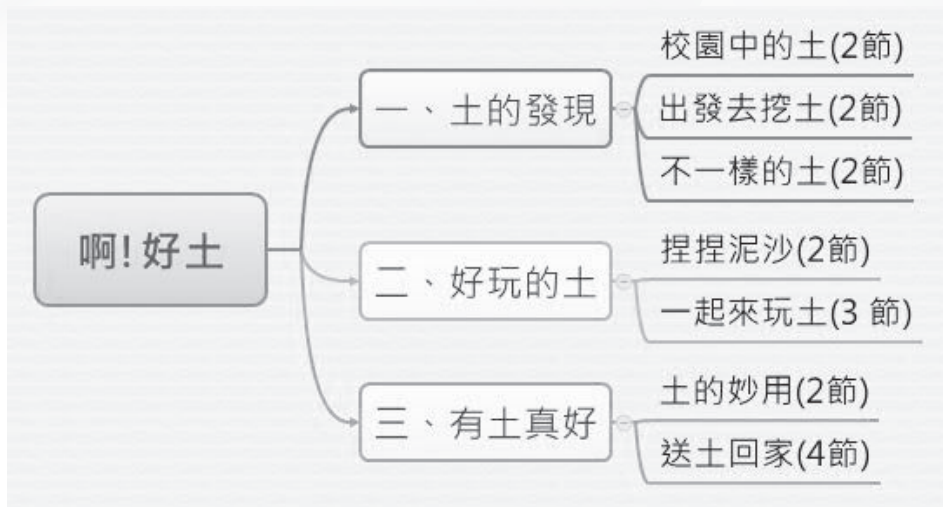 啊!好土
一、土的發現
校園中的土(2節)
出發去挖土(2節)
不一樣的土(2節)
二、好玩的土
捏捏泥沙(2節)
一起來玩土(3 節)
三、有土真好
土的妙用(2節)
送土回家(4節)